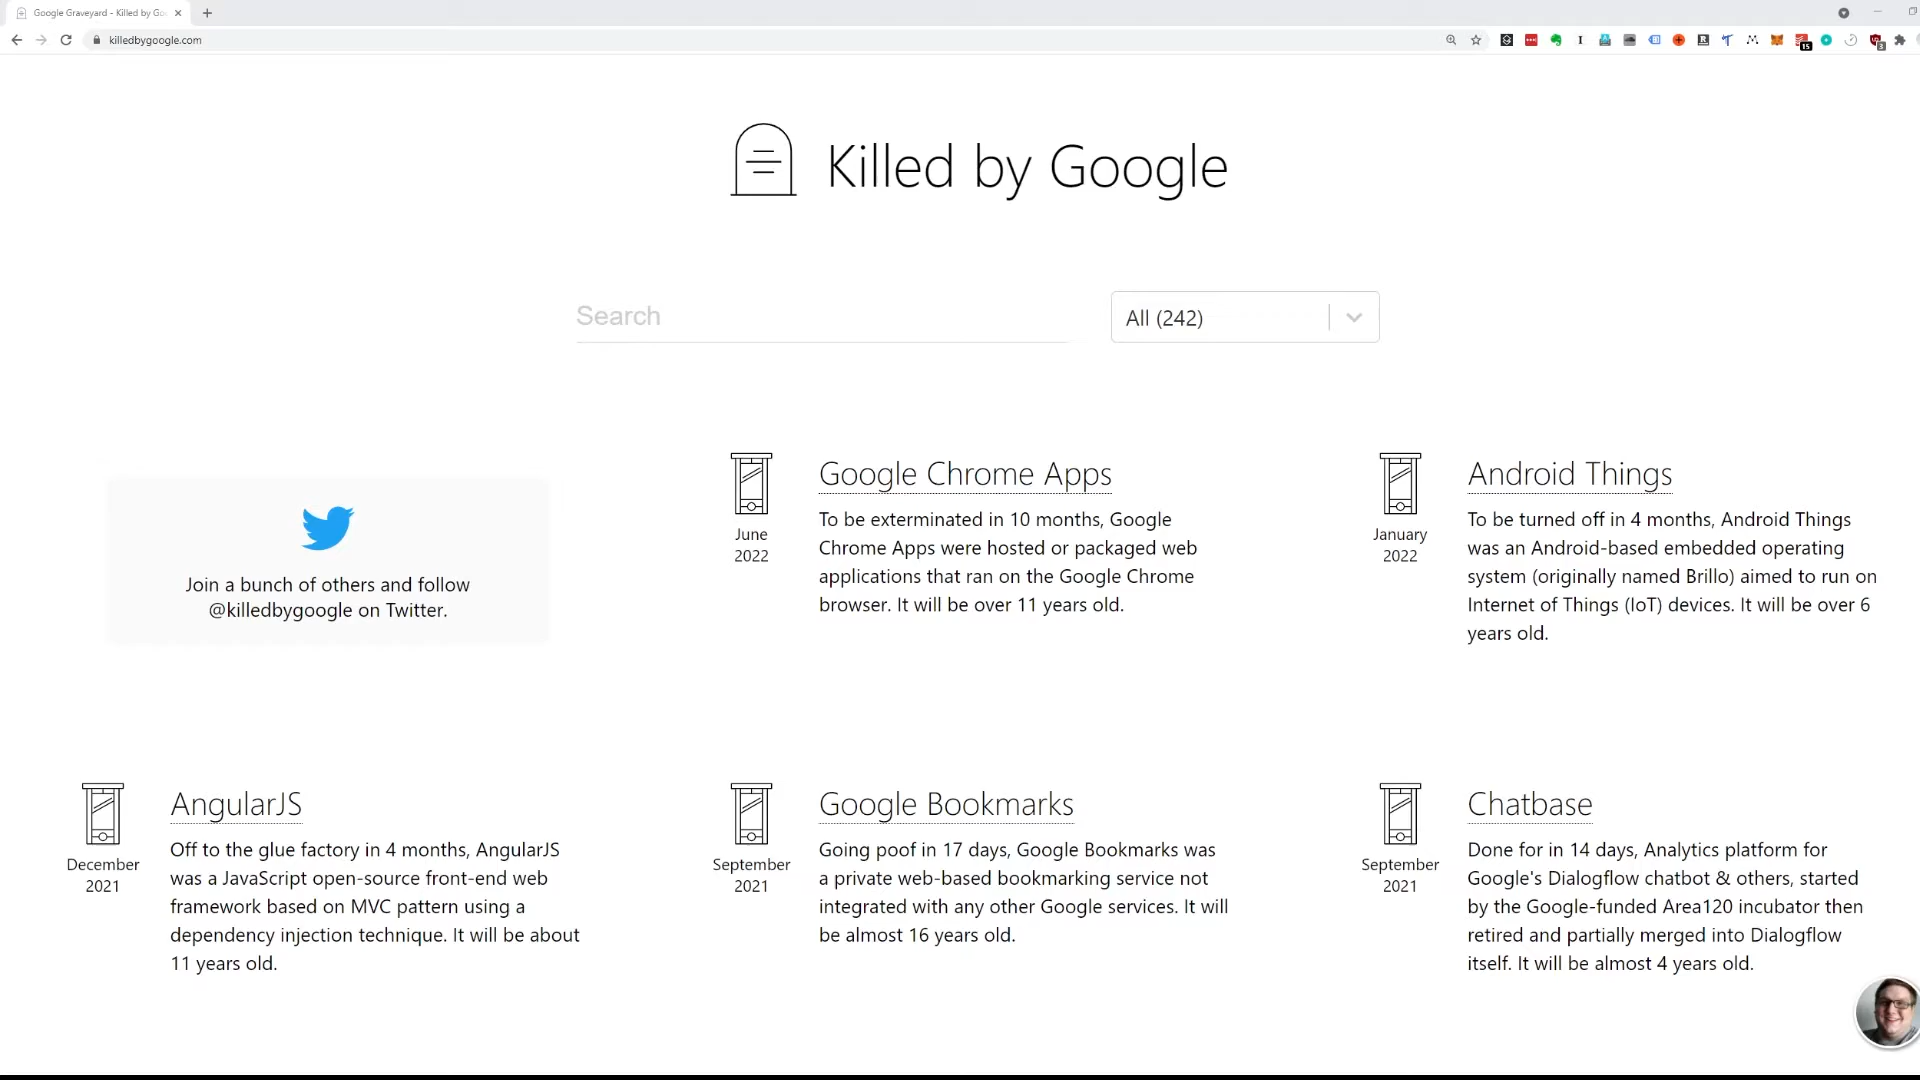 Google Graveyard - Killed by Go
killedbygoogle.com
15
3
Killed by Google
Search
All (242)
Join a bunch of others and follow
@killedbygoogle on Twitter.
June
2022
Google Chrome Apps
To be exterminated in 10 months, Google
Chrome Apps were hosted or packaged web
applications that ran on the Google Chrome
browser. It will be over 11 years old.
January
2022
Android Things
To be turned off in 4 months, Android Things
was an Android-based embedded operating
system (originally named Brillo) aimed to run on
Internet of Things (IoT) devices. It will be over 6
years old.
December
2021
AngularJS
Off to the glue factory in 4 months, AngularJS
was a JavaScript open-source front-end web
framework based on MVC pattern using a
dependency injection technique. It will be about
11 years old.
September
2021
Google Bookmarks
Going poof in 17 days, Google Bookmarks was
a private web-based bookmarking service not
integrated with any other Google services. It will
be almost 16 years old.
September
2021
Chatbase
Done for in 14 days, Analytics platform for
Google's Dialogflow chatbot & others, started
by the Google-funded Area120 incubator then
retired and partially merged into Dialogflow
itself. It will be almost 4 years old.